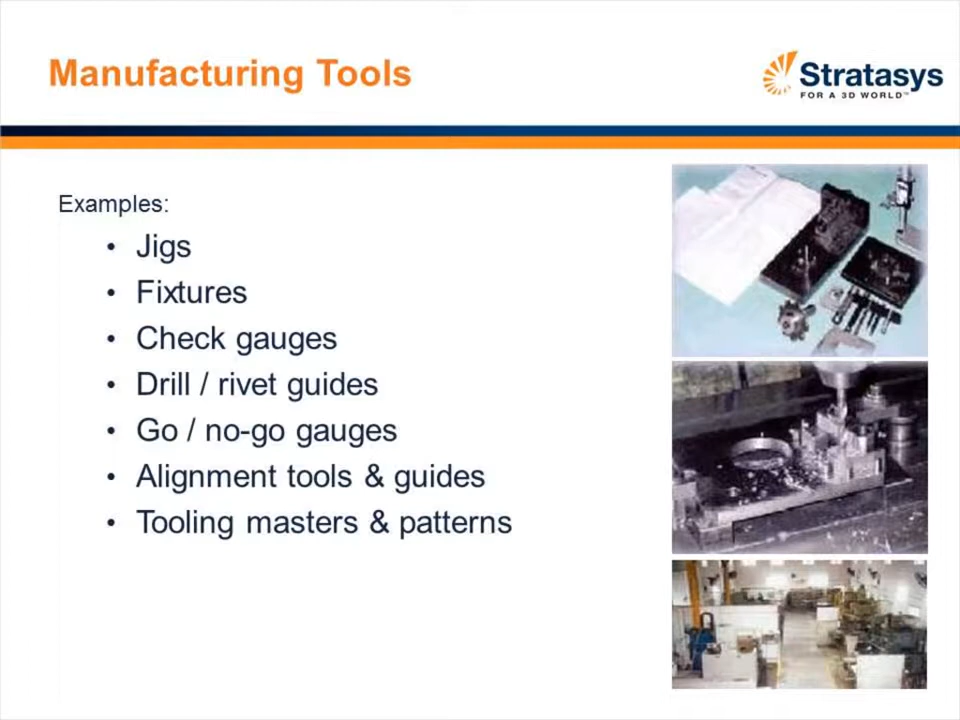 Manufacturing Tools
Stratasys
FOR A 3D WORLD™
Examples:
• Jigs
• Fixtures
• Check gauges
• Drill / rivet guides
• Go / no-go gauges
• Alignment tools & guides
• Tooling masters & patterns